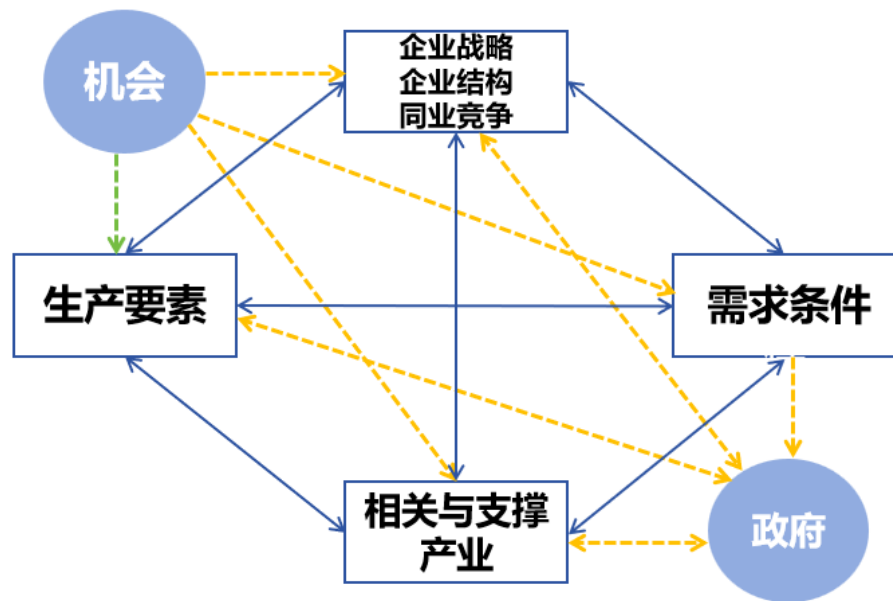 机会
企业战略
企业结构
同业竞争
生产要素
需求条件
相关与支撑
产业
政府